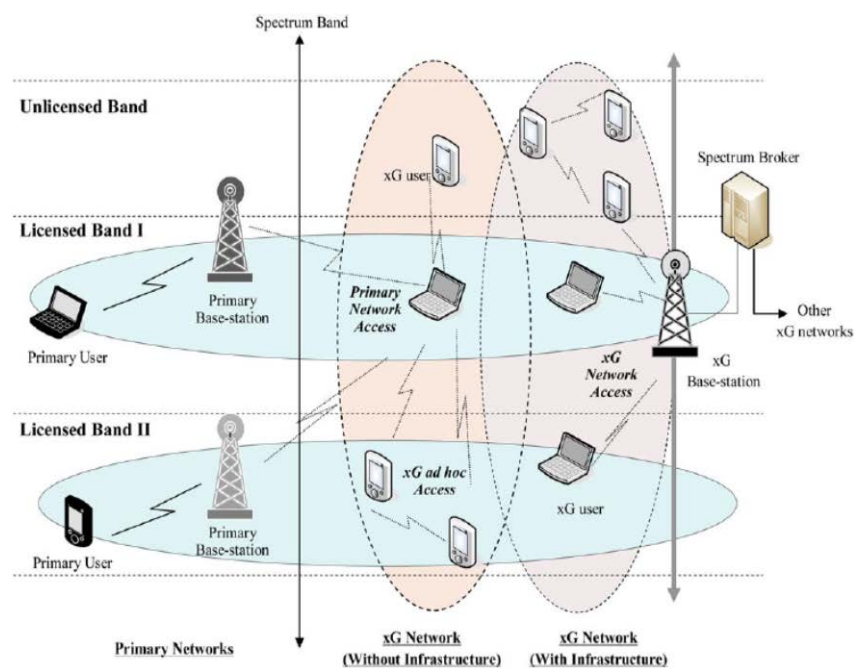 Spectrum Band
Unlicensed Band
xG user
Spectrum Broker
Licensed Band I
Primary
Base-station
Primary User
Primary
Network
Access
xG
Network
Access
xG
Base-station
Other
xG networks
Licensed Band II
Primary
Base-station
Primary User
xG ad hoc
Access
xG user
Primary Networks
xG Network
(Without Infrastructure)
xG Network
(With Infrastructure)